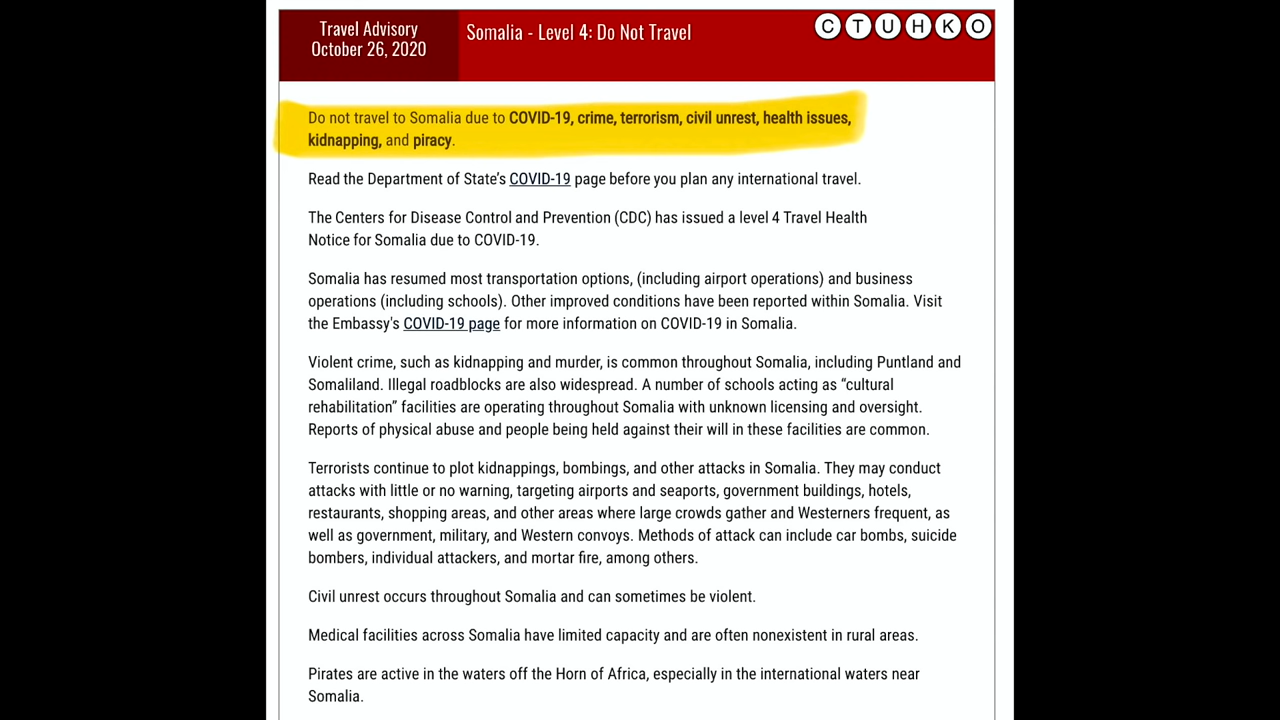 Travel Advisory
October 26, 2020
Somalia - Level 4: Do Not Travel
C T U H K O
Do not travel to Somalia due to COVID-19, crime, terrorism, civil unrest, health issues,
kidnapping, and piracy.
Read the Department of State's COVID-19 page before you plan any international travel.
The Centers for Disease Control and Prevention (CDC) has issued a level 4 Travel Health
Notice for Somalia due to COVID-19.
Somalia has resumed most transportation options, (including airport operations) and business
operations (including schools). Other improved conditions have been reported within Somalia. Visit
the Embassy's COVID-19 page for more information on COVID-19 in Somalia.
Violent crime, such as kidnapping and murder, is common throughout Somalia, including Puntland and
Somaliland. Illegal roadblocks are also widespread. A number of schools acting as “cultural
rehabilitation” facilities are operating throughout Somalia with unknown licensing and oversight.
Reports of physical abuse and people being held against their will in these facilities are common.
Terrorists continue to plot kidnappings, bombings, and other attacks in Somalia. They may conduct
attacks with little or no warning, targeting airports and seaports, government buildings, hotels,
restaurants, shopping areas, and other areas where large crowds gather and Westerners frequent, as
well as government, military, and Western convoys. Methods of attack can include car bombs, suicide
bombers, individual attackers, and mortar fire, among others.
Civil unrest occurs throughout Somalia and can sometimes be violent.
Medical facilities across Somalia have limited capacity and are often nonexistent in rural areas.
Pirates are active in the waters off the Horn of Africa, especially in the international waters near
Somalia.